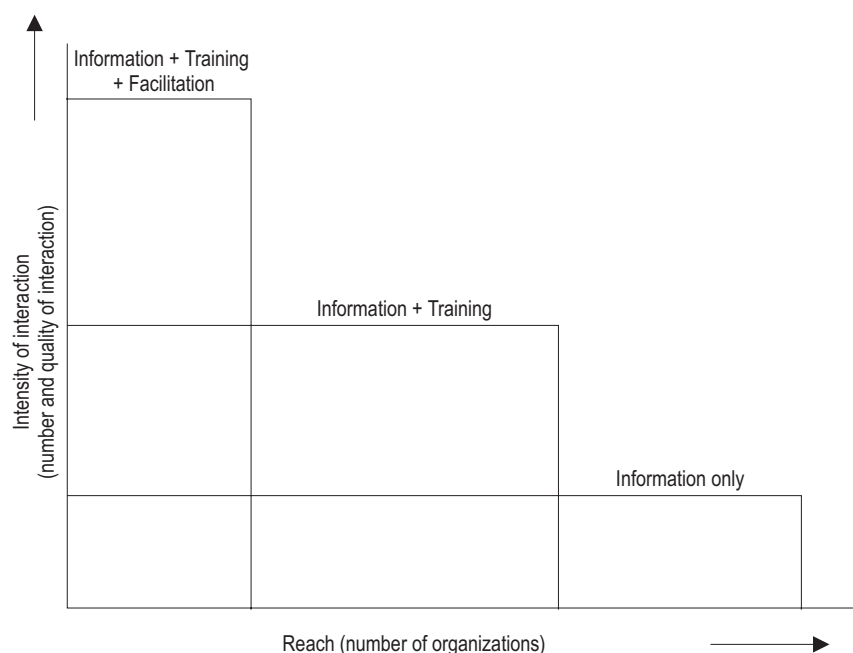 Information + Training
+ Facilitation
Intensity of interaction
(number and quality of interaction)
Information + Training
Information only
Reach (number of organizations)